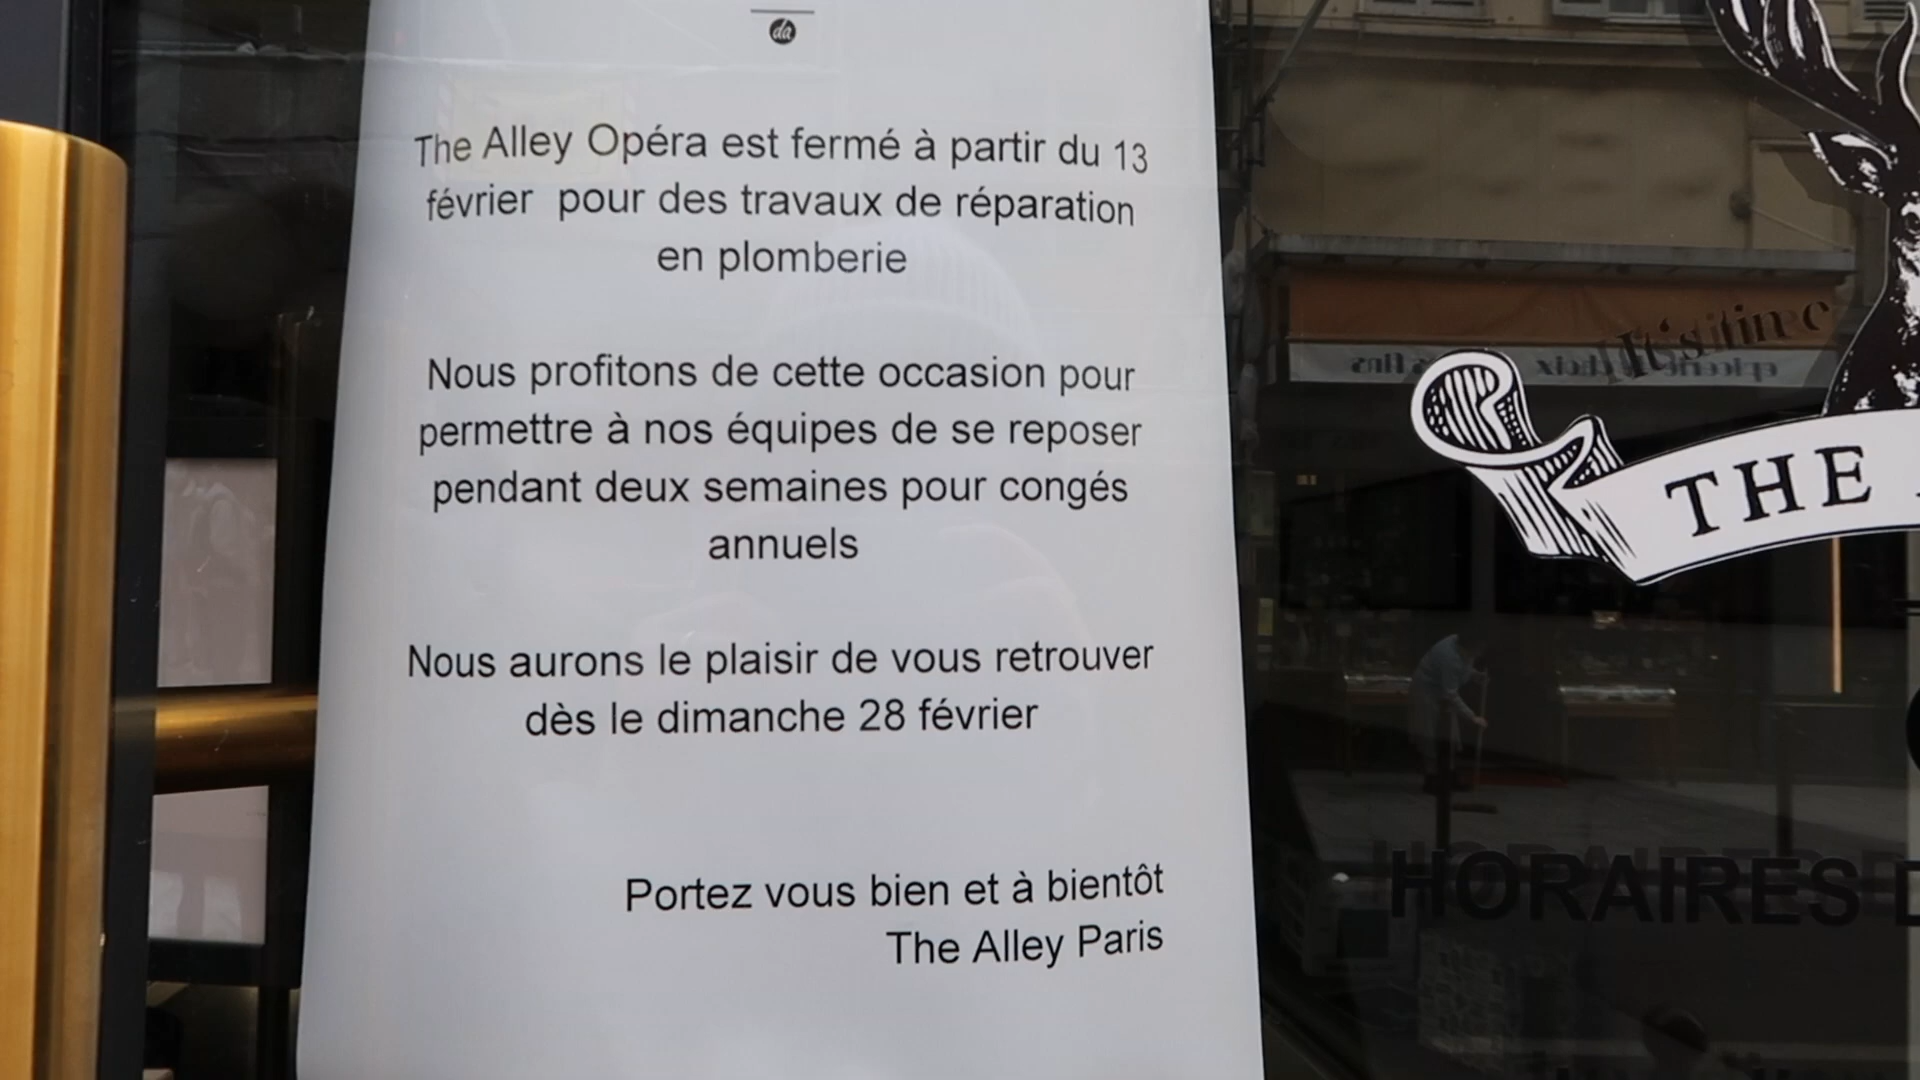 da
The Alley Opéra est fermé à partir du 13
février pour des travaux de réparation
en plomberie
Nous profitons de cette occasion pour
permettre à nos équipes de se reposer
pendant deux semaines pour congés
annuels
Nous aurons le plaisir de vous retrouver
dès le dimanche 28 février
Portez vous bien et à bientôt
The Alley Paris
It's time
THE
HORAIRES D